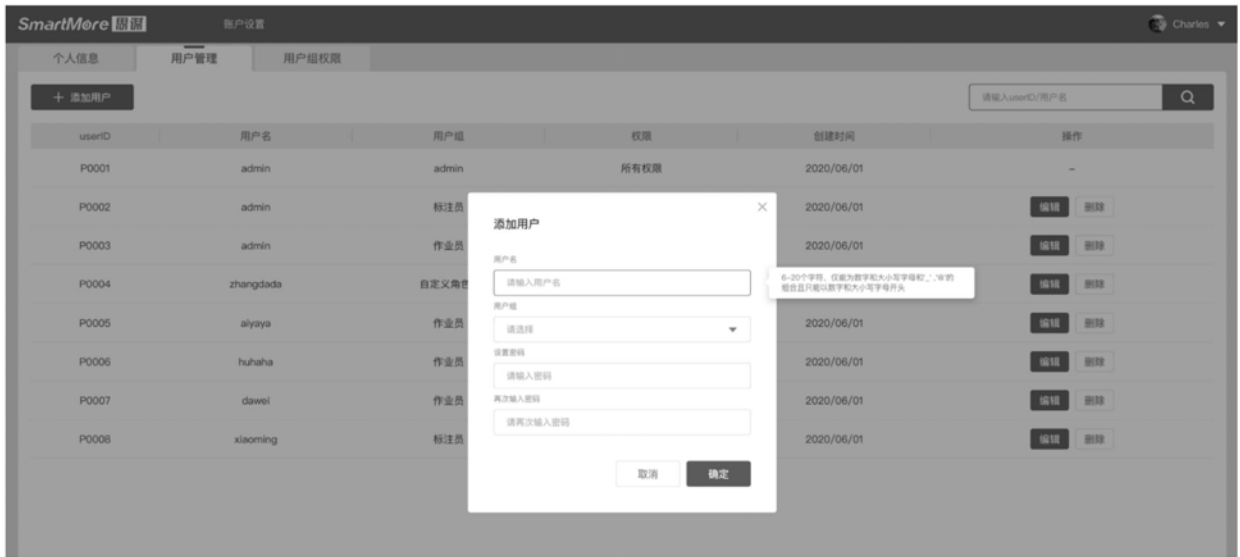 SmartMore 思谋 账户设置 Charles
个人信息 用户管理 用户组权限
+ 添加用户 请输入userID/用户名
userID 用户名 用户组 权限 创建时间 操作
P0001 admin admin 所有权限 2020/06/01 -
P0002 admin 标注员 2020/06/01 编辑 删除
P0003 admin 作业员 2020/06/01 编辑 删除
P0004 zhangdada 自定义角色 编辑 删除
P0005 aiyaya 作业员 2020/06/01 编辑 删除
P0006 huhaha 作业员 2020/06/01 编辑 删除
P0007 dawei 作业员 2020/06/01 编辑 删除
P0008 xiaoming 标注员 2020/06/01 编辑 删除
添加用户
用户名
请输入用户名
6-20个字符，仅能为数字和大小写字母和'_'、'@'的
组合且只能以数字和大小写字母开头
用户组
请选择
设置密码
请输入密码
再次输入密码
请再次输入密码
取消 确定